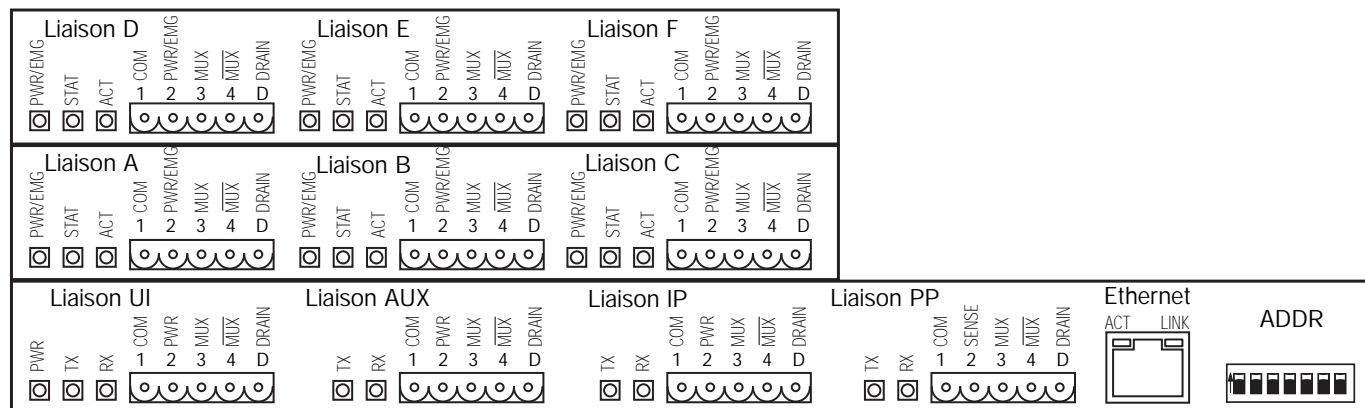 Liaison D
PWR/EMG
STAT
ACT
COM
PWR/EMG
MUX
MUX
DRAIN
1 2 3 4 D
Liaison E
PWR/EMG
STAT
ACT
COM
PWR/EMG
MUX
MUX
DRAIN
1 2 3 4 D
Liaison F
PWR/EMG
STAT
ACT
COM
PWR/EMG
MUX
MUX
DRAIN
1 2 3 4 D
Liaison A
PWR/EMG
STAT
ACT
COM
PWR/EMG
MUX
MUX
DRAIN
1 2 3 4 D
Liaison B
PWR/EMG
STAT
ACT
COM
PWR/EMG
MUX
MUX
DRAIN
1 2 3 4 D
Liaison C
PWR/EMG
STAT
ACT
COM
PWR/EMG
MUX
MUX
DRAIN
1 2 3 4 D
Liaison UI
PWR
TX
RX
COM
PWR
MUX
MUX
DRAIN
1 2 3 4 D
Liaison AUX
TX
RX
COM
PWR
MUX
MUX
DRAIN
1 2 3 4 D
Liaison IP
TX
RX
COM
PWR
MUX
MUX
DRAIN
1 2 3 4 D
Liaison PP
TX
RX
COM
SENSE
MUX
MUX
DRAIN
1 2 3 4 D
Ethernet
ACT LINK
ADDR